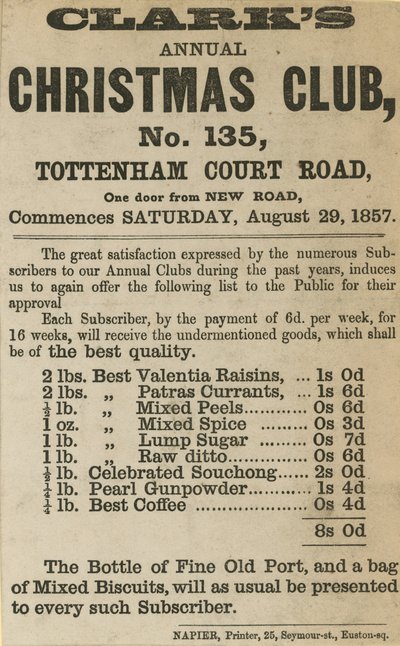 CLARK'S
ANNUAL
CHRISTMAS CLUB,
No. 135,
TOTTENHAM COURT ROAD,
One door from NEW ROAD,
Commences SATURDAY, August 29, 1857.
The great satisfaction expressed by the numerous Sub-
scribers to our Annual Clubs during the past years, induces
us to again offer the following list to the Public for their
approval
Each Subscriber, by the payment of 6d. per week, for
16 weeks, will receive the undermentioned goods, which shall
be of the best quality.
2 lbs. Best Valentia Raisins, ... 1s 0d
2 lbs. „ Patras Currants, ... 1s 6d
½ lb. „ Mixed Peels............ 0s 6d
1 oz. „ Mixed Spice ......... 0s 3d
1 lb. „ Lump Sugar ......... 0s 7d
1 lb. „ Raw ditto............... 0s 6d
½ lb. Celebrated Souchong...... 2s 0d
¼ lb. Pearl Gunpowder............ 1s 4d
¼ lb. Best Coffee ..................... 0s 4d
8s 0d
The Bottle of Fine Old Port, and a bag
of Mixed Biscuits, will as usual be presented
to every such Subscriber.
NAPIER, Printer, 25, Seymour-st., Euston-sq.